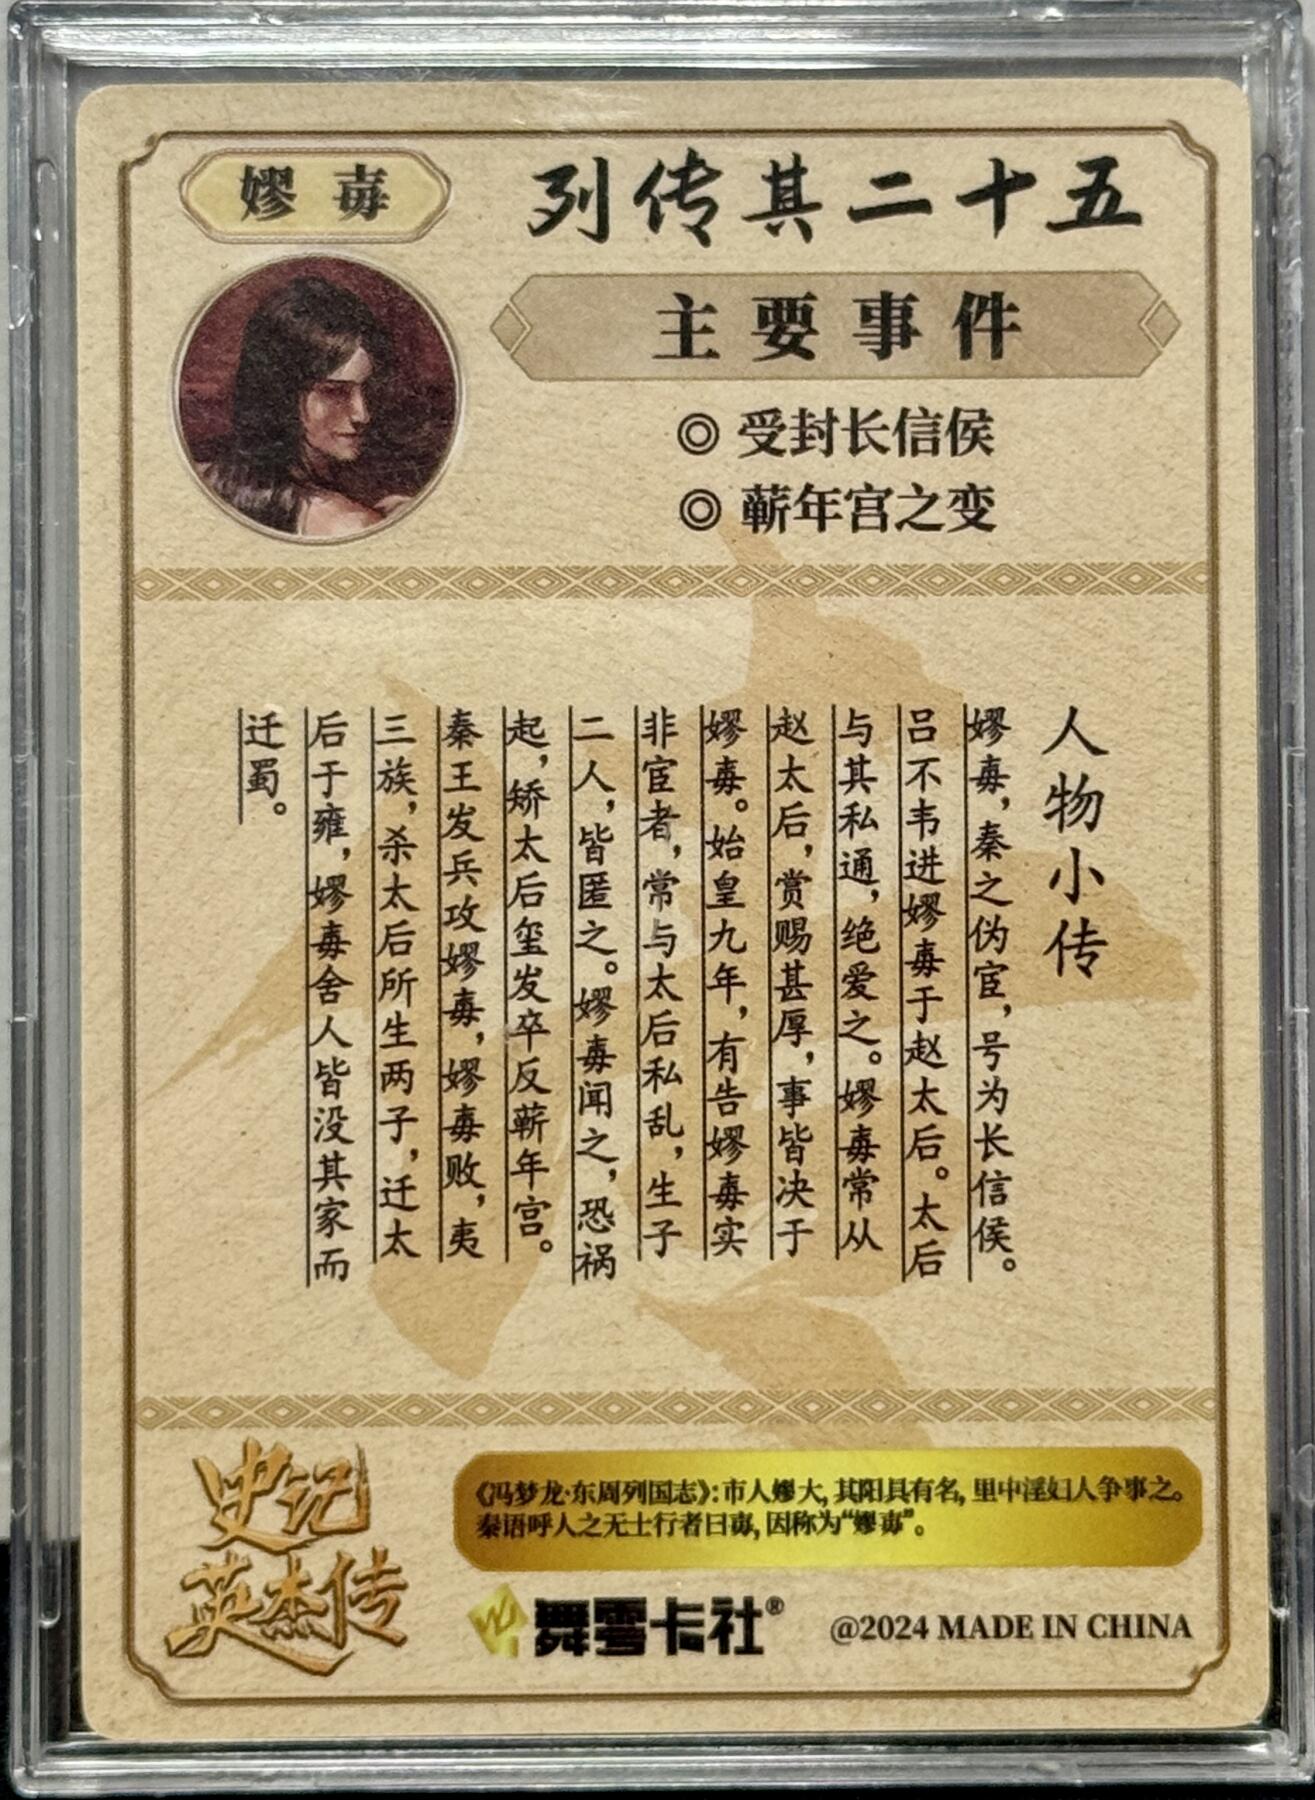 嫪毐
列传其二十五
主要事件
◎ 受封长信侯
◎ 蕲年宫之变
人物小传
嫪毐，秦之伪宦，号为长信侯。
吕不韦进嫪毐于赵太后。太后
与其私通，绝爱之。嫪毐常从
赵太后，赏赐甚厚，事皆决于
嫪毐。始皇九年，有告嫪毐实
非宦者，常与太后私乱，生子
二人，皆匿之。嫪毐闻之，恐祸
起，矫太后玺发卒反蕲年宫。
秦王发兵攻嫪毐，嫪毐败，夷
三族，杀太后所生两子，迁太
后于雍，嫪毐舍人皆没其家而
迁蜀。
史记
英杰传
《冯梦龙·东周列国志》：市人嫪大，其阳具有名，里中淫妇人争事之。
秦语呼人之无士行者曰毐，因称为“嫪毐”。
舞雩卡社®
@2024 MADE IN CHINA